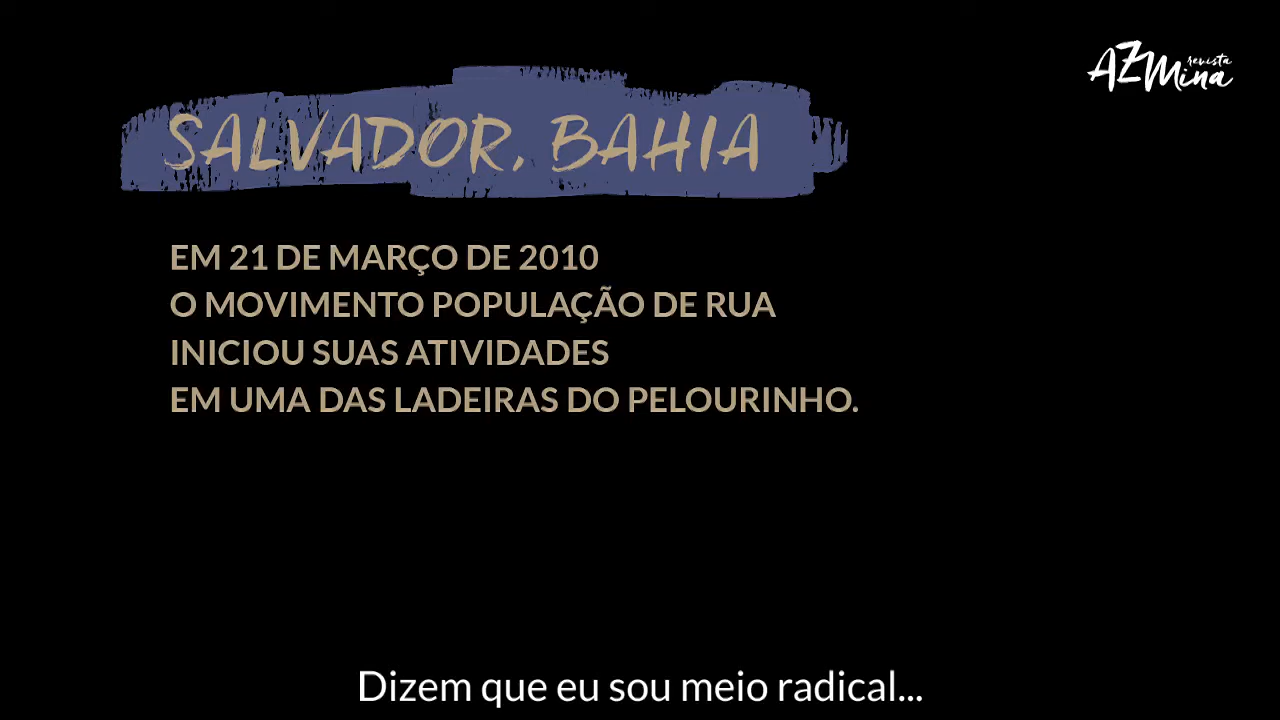 revista
AZMina
SALVADOR, BAHIA
EM 21 DE MARÇO DE 2010
O MOVIMENTO POPULAÇÃO DE RUA
INICIOU SUAS ATIVIDADES
EM UMA DAS LADEIRAS DO PELOURINHO.
Dizem que eu sou meio radical...